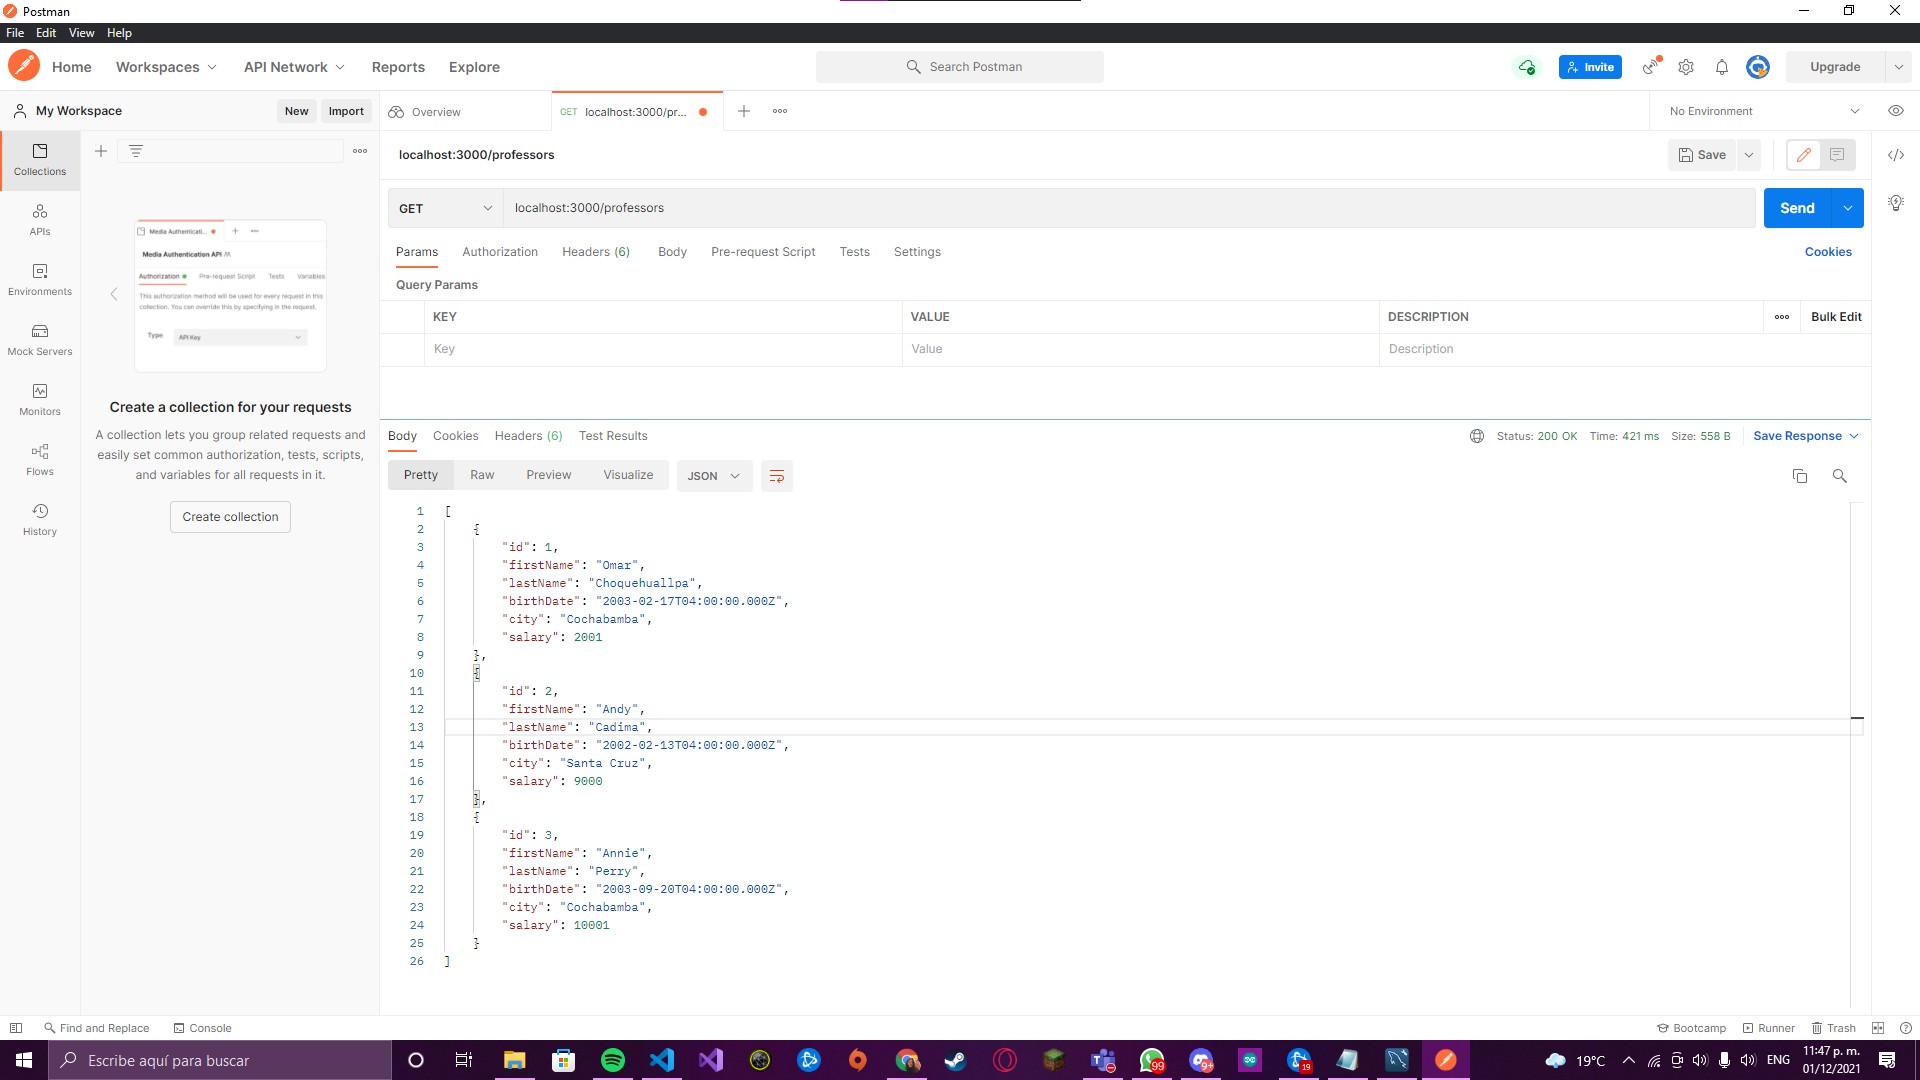 Postman
File Edit View Help
Home Workspaces API Network Reports Explore
Search Postman
Invite
Upgrade
My Workspace
New Import
Overview
GET localhost:3000/pr...
No Environment
Collections
APIs
Environments
Mock Servers
Monitors
Flows
History
Media Authenticati...
Media Authentication API
Authorization Pre-request Script Tests Variables
This authorization method will be used for every request in this
collection. You can override this by specifying in the request.
Type API Key
Create a collection for your requests
A collection lets you group related requests and
easily set common authorization, tests, scripts,
and variables for all requests in it.
Create collection
localhost:3000/professors
Save
GET localhost:3000/professors
Send
Params Authorization Headers (6) Body Pre-request Script Tests Settings
Cookies
Query Params
KEY VALUE DESCRIPTION Bulk Edit
Key Value Description
Body Cookies Headers (6) Test Results
Status: 200 OK Time: 421 ms Size: 558 B Save Response
Pretty Raw Preview Visualize JSON
1 [
2 {
3 "id": 1,
4 "firstName": "Omar",
5 "lastName": "Choquehuallpa",
6 "birthDate": "2003-02-17T04:00:00.000Z",
7 "city": "Cochabamba",
8 "salary": 2001
9 },
10 {
11 "id": 2,
12 "firstName": "Andy",
13 "lastName": "Cadima",
14 "birthDate": "2002-02-13T04:00:00.000Z",
15 "city": "Santa Cruz",
16 "salary": 9000
17 },
18 {
19 "id": 3,
20 "firstName": "Annie",
21 "lastName": "Perry",
22 "birthDate": "2003-09-20T04:00:00.000Z",
23 "city": "Cochabamba",
24 "salary": 10001
25 }
26 ]
Find and Replace Console
Bootcamp Runner Trash
Escribe aquí para buscar
99
9+
19
19°C
ENG
11:47 p. m.
01/12/2021